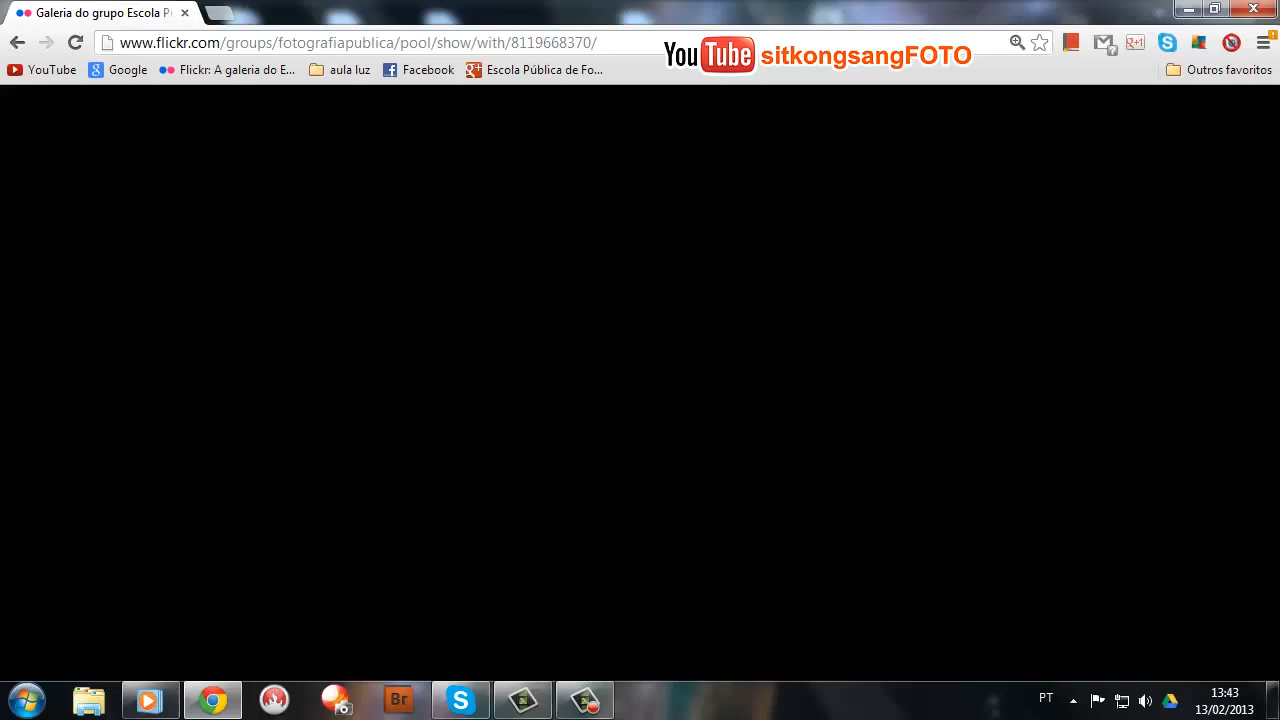 Galeria do grupo Escola P
www.flickr.com/groups/fotografiapublica/pool/show/with/8119668370/
YouTube sitkongsangFOTO
YouTube Google Flickr: A galeria do E... aula luz Facebook Escola Pública de Fo... Outros favoritos
Br PT 13:43
13/02/2013